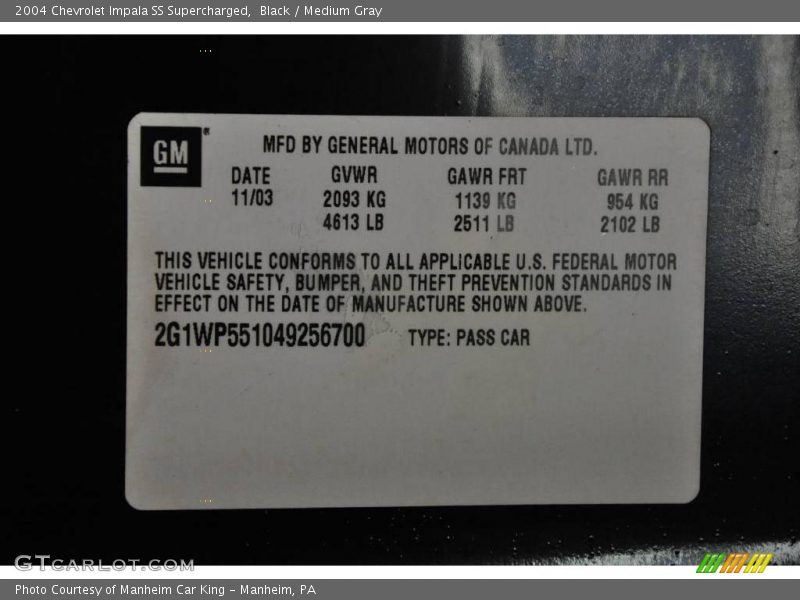 2004 Chevrolet Impala SS Supercharged, Black / Medium Gray
GM
MFD BY GENERAL MOTORS OF CANADA LTD.
DATE GVWR GAWR FRT GAWR RR
11/03 2093 KG 1139 KG 954 KG
4613 LB 2511 LB 2102 LB
THIS VEHICLE CONFORMS TO ALL APPLICABLE U.S. FEDERAL MOTOR
VEHICLE SAFETY, BUMPER, AND THEFT PREVENTION STANDARDS IN
EFFECT ON THE DATE OF MANUFACTURE SHOWN ABOVE.
2G1WP551049256700 TYPE: PASS CAR
GTCARLOT.COM
Photo Courtesy of Manheim Car King - Manheim, PA